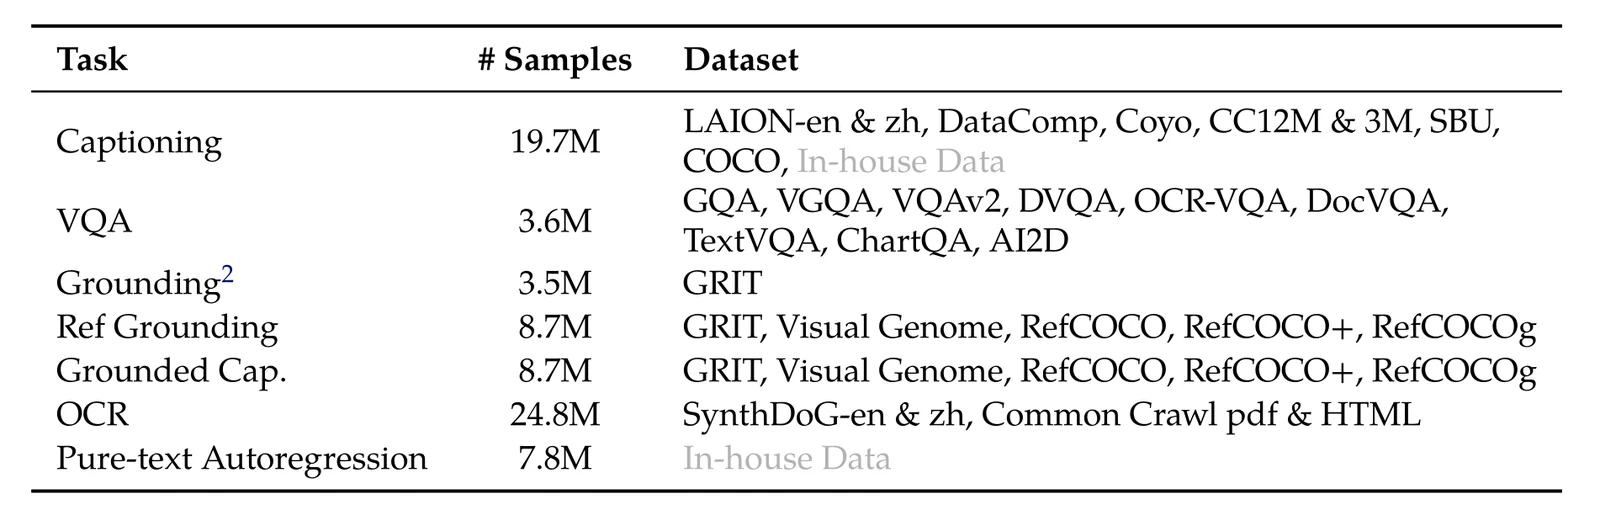 Task # Samples Dataset
Captioning 19.7M LAION-en & zh, DataComp, Coyo, CC12M & 3M, SBU,
COCO, In-house Data
VQA 3.6M GQA, VGQA, VQAv2, DVQA, OCR-VQA, DocVQA,
TextVQA, ChartQA, AI2D
Grounding2 3.5M GRIT
Ref Grounding 8.7M GRIT, Visual Genome, RefCOCO, RefCOCO+, RefCOCOg
Grounded Cap. 8.7M GRIT, Visual Genome, RefCOCO, RefCOCO+, RefCOCOg
OCR 24.8M SynthDoG-en & zh, Common Crawl pdf & HTML
Pure-text Autoregression 7.8M In-house Data